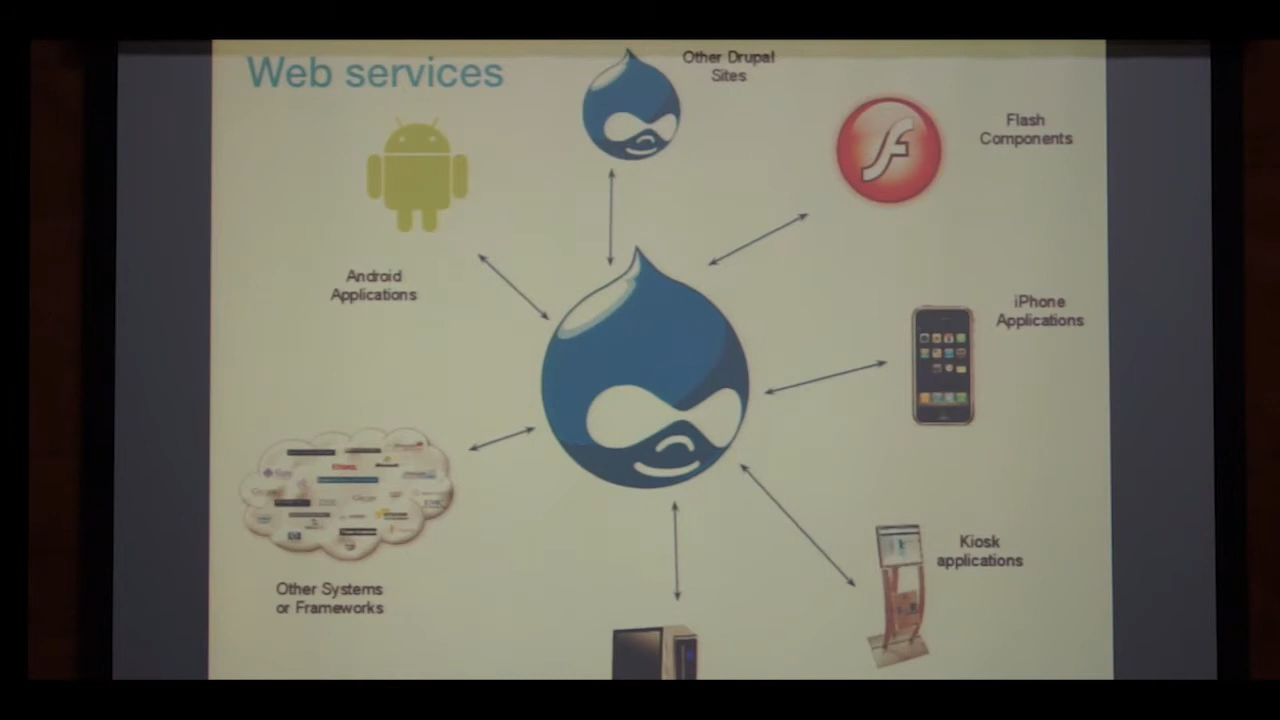 Web services
Other Drupal
Sites
Flash
Components
Android
Applications
iPhone
Applications
Kiosk
applications
Other Systems
or Frameworks